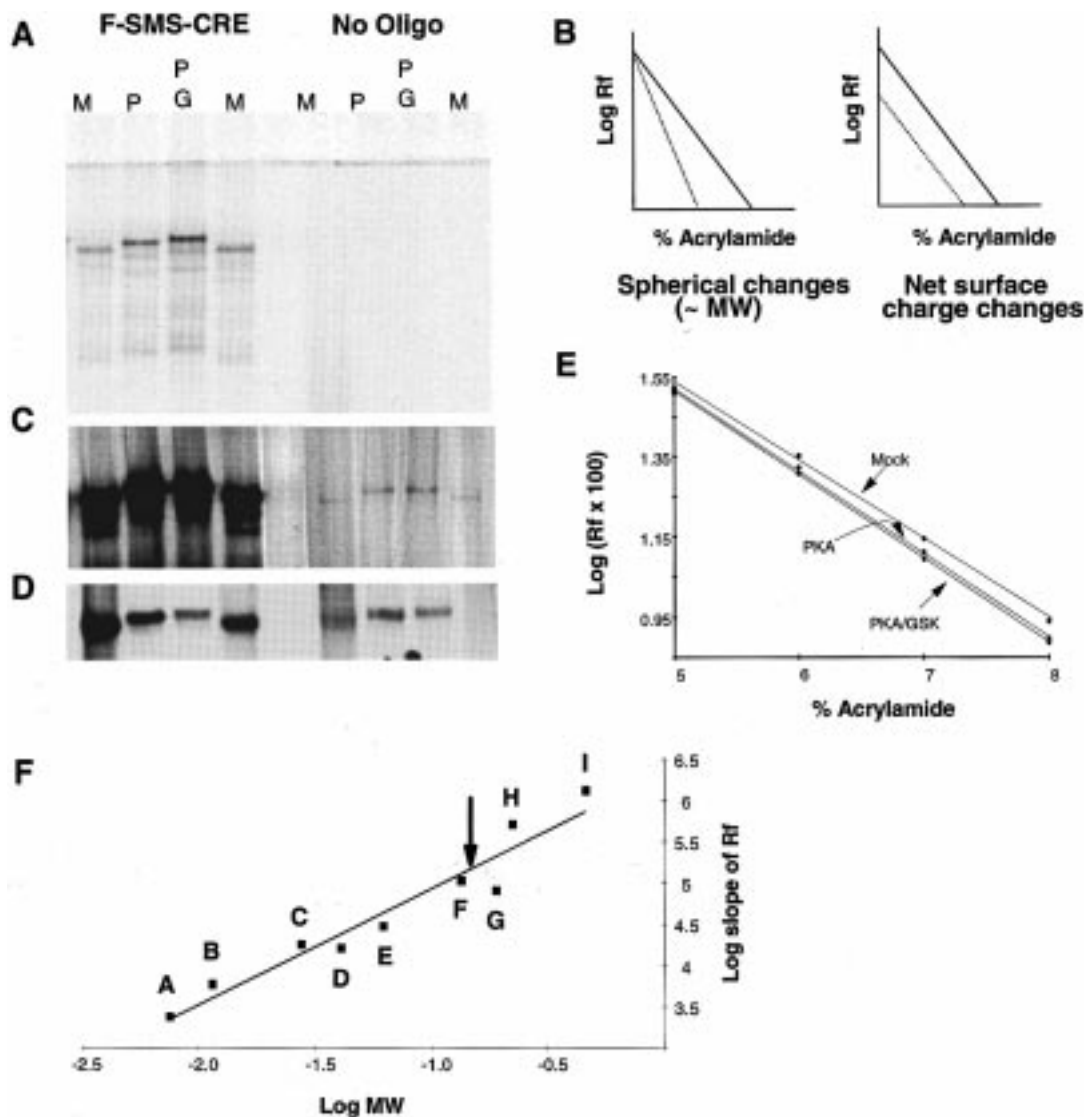 A
F-SMS-CRE
No Oligo
M P P G M M P P G M
B
Log Rf
% Acrylamide
Spherical changes
(~ MW)
Log Rf
% Acrylamide
Net surface
charge changes
C
D
E
1.55
1.35
1.15
0.95
Log (Rf x 100)
Mock
PKA
PKA/GSK
5 6 7 8
% Acrylamide
F
A B C D E F G H I
6.5
6
5.5
5
4.5
4
3.5
Log slope of Rf
-2.5 -2.0 -1.5 -1.0 -0.5
Log MW